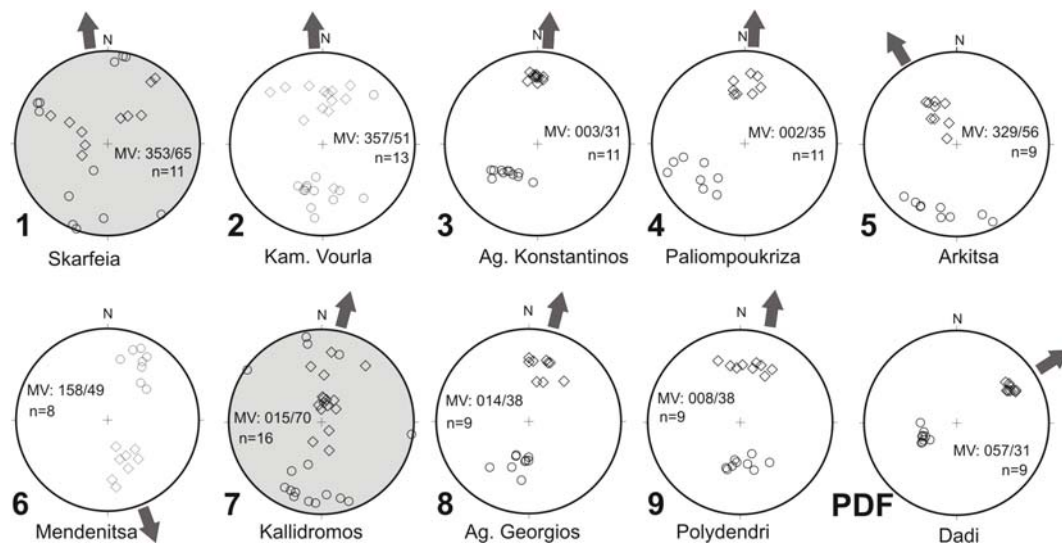 N
MV: 353/65
n=11
1
Skarfeia
N
MV: 357/51
n=13
2
Kam. Vourla
N
MV: 003/31
n=11
3
Ag. Konstantinos
N
MV: 002/35
n=11
4
Paliompoukriza
N
MV: 329/56
n=9
5
Arkitsa
N
MV: 158/49
n=8
6
Mendenitsa
N
MV: 015/70
n=16
7
Kallidromos
N
MV: 014/38
n=9
8
Ag. Georgios
N
MV: 008/38
n=9
9
Polydendri
N
MV: 057/31
n=9
PDF
Dadi